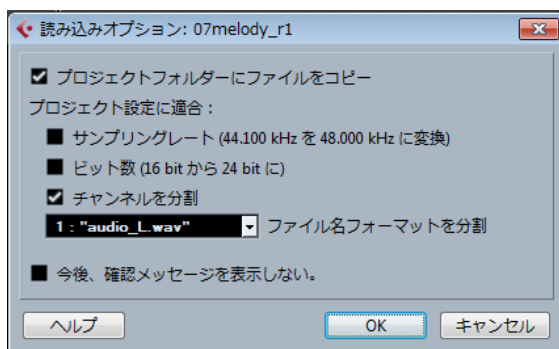 読み込みオプション: 07melody_r1
プロジェクトフォルダーにファイルをコピー
プロジェクト設定に適合：
サンプリングレート (44.100 kHz を 48.000 kHz に変換)
ビット数 (16 bit から 24 bit に)
チャンネルを分割
1 : "audio_L.wav" ファイル名フォーマットを分割
今後、確認メッセージを表示しない。
ヘルプ OK キャンセル